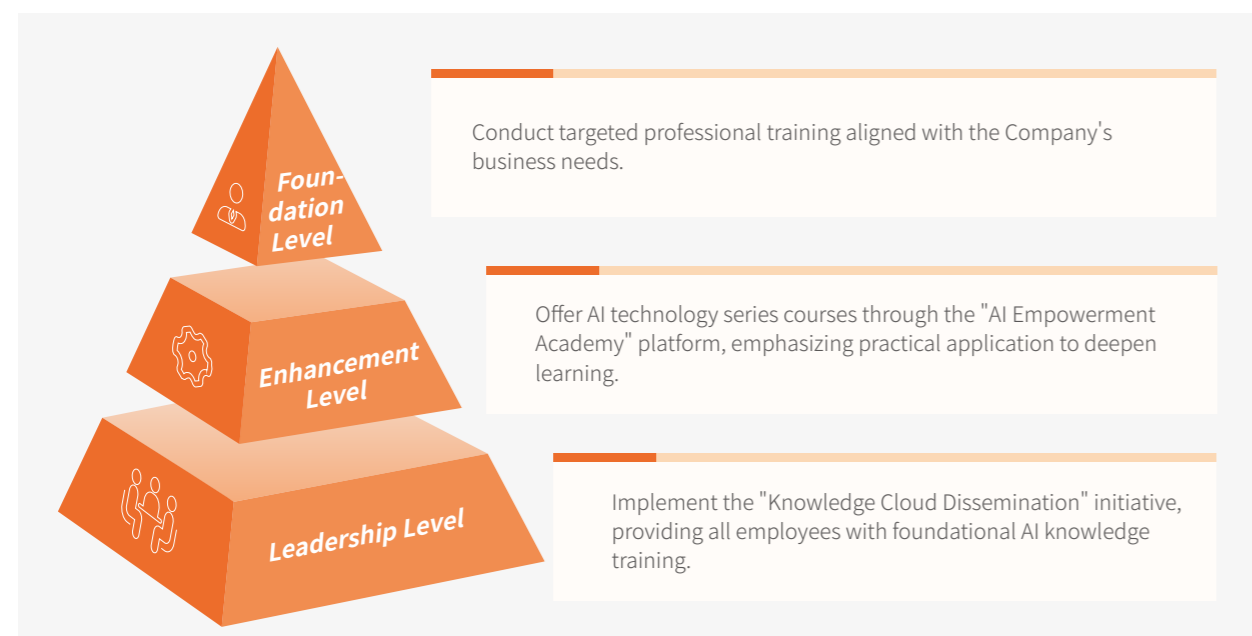 Foun-
dation
Level
Conduct targeted professional training aligned with the Company's
business needs.
Enhancement
Level
Offer AI technology series courses through the "AI Empowerment
Academy" platform, emphasizing practical application to deepen
learning.
Leadership Level
Implement the "Knowledge Cloud Dissemination" initiative,
providing all employees with foundational AI knowledge
training.